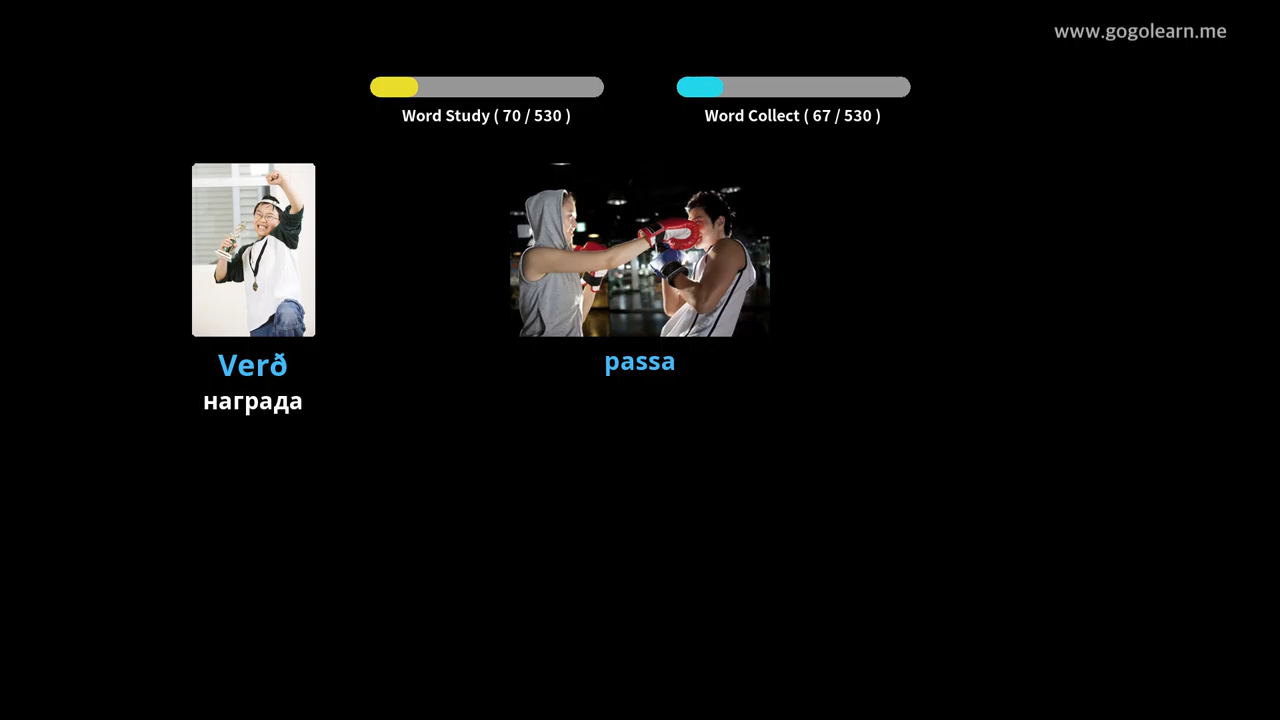 www.gogolearn.me
Word Study ( 70 / 530 )
Word Collect ( 67 / 530 )
Verð
награда
passa